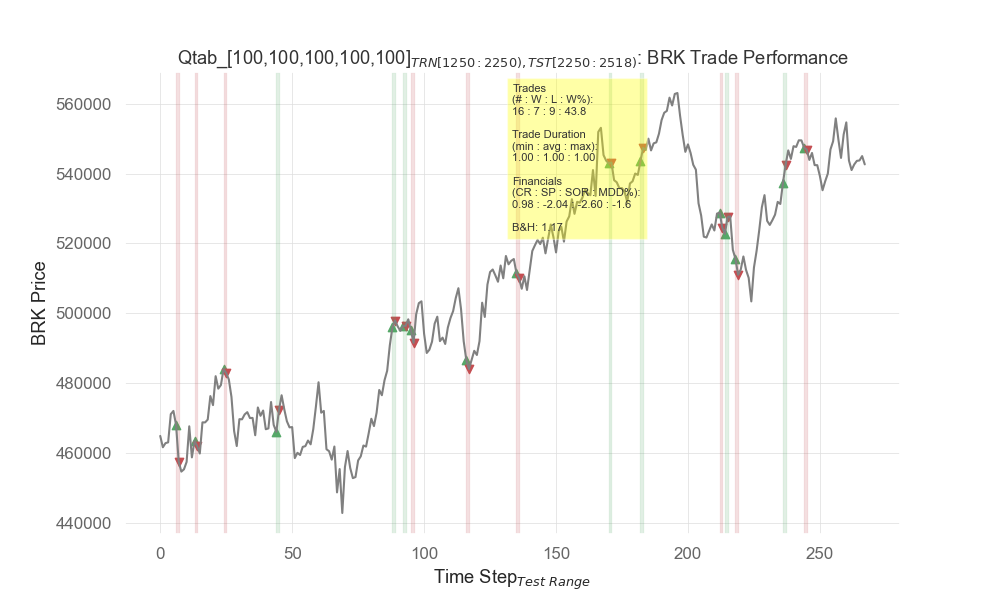 Qtab_[100,100,100,100,100]TRN[1250:2250),TST[2250:2518): BRK Trade Performance
560000
540000
520000
500000
480000
460000
440000
BRK Price
Trades
(# : W : L : W%):
16 : 7 : 9 : 43.8
Trade Duration
(min : avg : max):
1.00 : 1.00 : 1.00
Financials
(CR : SP : SOR : MDD%):
0.98 : -2.04 : -2.60 : -1.6
B&H: 1.17
0 50 100 150 200 250
Time StepTest Range